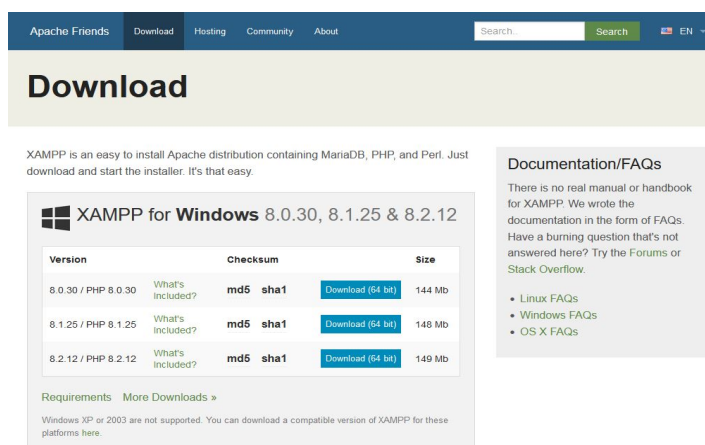 Apache Friends Download Hosting Community About Search... Search EN
Download
XAMPP is an easy to install Apache distribution containing MariaDB, PHP, and Perl. Just
download and start the installer. It's that easy.
XAMPP for Windows 8.0.30, 8.1.25 & 8.2.12
Version Checksum Size
8.0.30 / PHP 8.0.30 What's Included? md5 sha1 Download (64 bit) 144 Mb
8.1.25 / PHP 8.1.25 What's Included? md5 sha1 Download (64 bit) 148 Mb
8.2.12 / PHP 8.2.12 What's Included? md5 sha1 Download (64 bit) 149 Mb
Requirements More Downloads »
Windows XP or 2003 are not supported. You can download a compatible version of XAMPP for these
platforms here.
Documentation/FAQs
There is no real manual or handbook
for XAMPP. We wrote the
documentation in the form of FAQs.
Have a burning question that's not
answered here? Try the Forums or
Stack Overflow.
• Linux FAQs
• Windows FAQs
• OS X FAQs